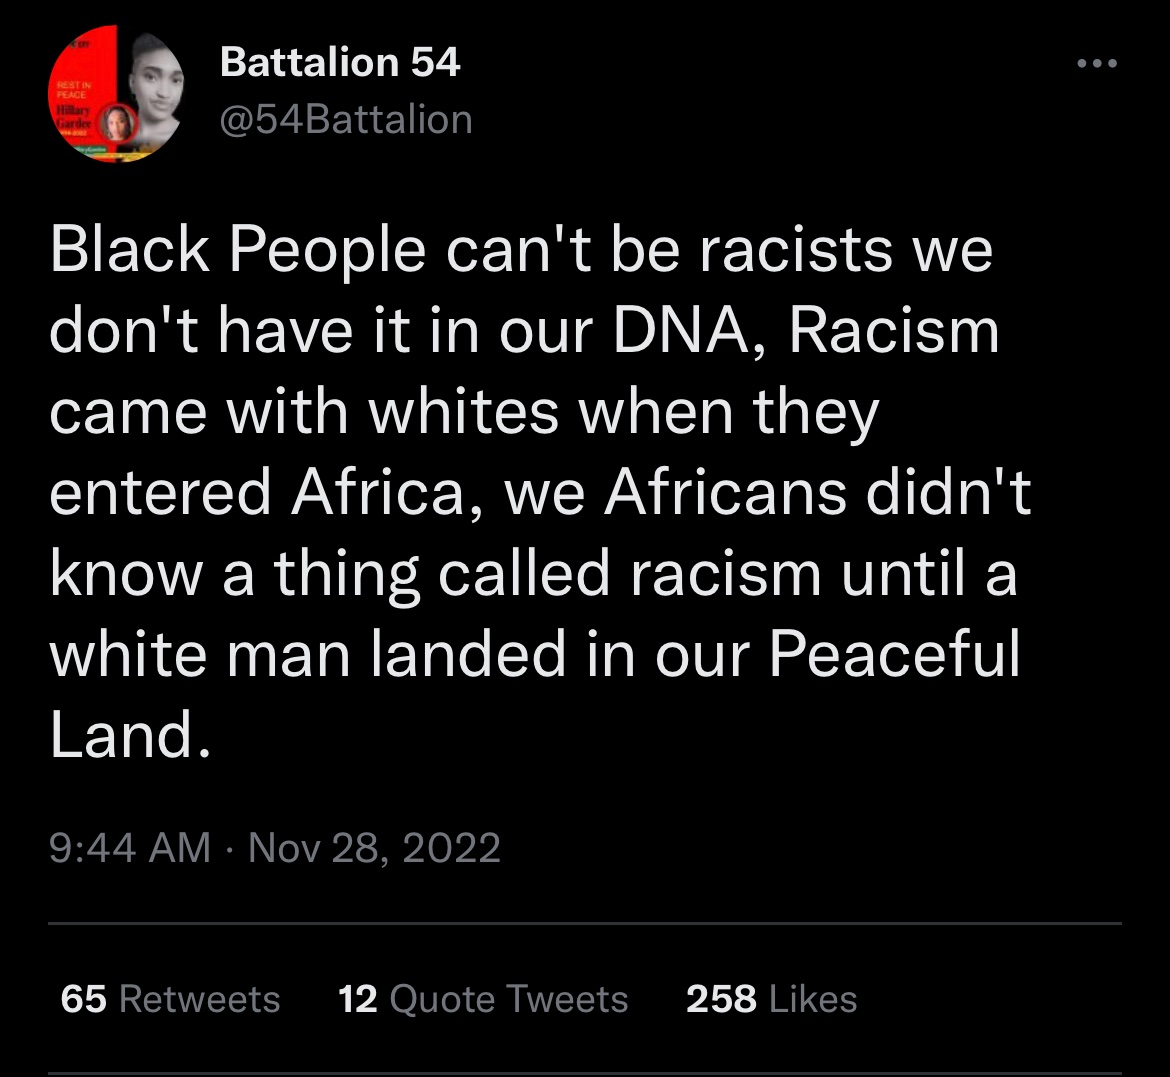 Battalion 54
@54Battalion
REST IN
PEACE
Hillary
Gardee
Black People can't be racists we
don't have it in our DNA, Racism
came with whites when they
entered Africa, we Africans didn't
know a thing called racism until a
white man landed in our Peaceful
Land.
9:44 AM · Nov 28, 2022
65 Retweets 12 Quote Tweets 258 Likes